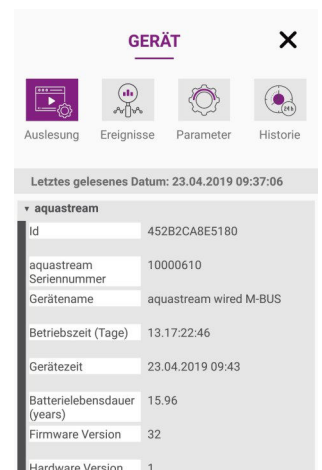 GERÄT
Auslesung Ereignisse Parameter Historie
24 h
Letztes gelesenes Datum: 23.04.2019 09:37:06
aquastream
Id 452B2CA8E5180
aquastream 10000610
Seriennummer
Gerätename aquastream wired M-BUS
Betriebszeit (Tage) 13.17:22:46
Gerätezeit 23.04.2019 09:43
Batterielebensdauer 15.96
(years)
Firmware Version 32
Hardware Version 1